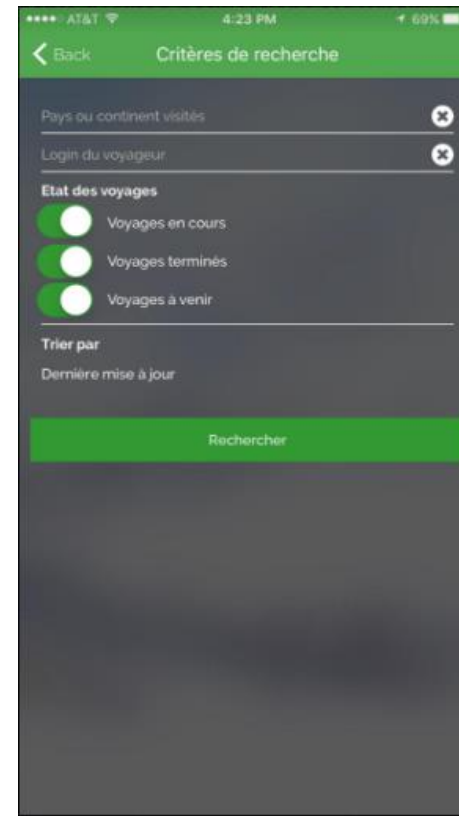 AT&T 4:23 PM 69%
Back Critères de recherche
Pays ou continent visités
Login du voyageur
Etat des voyages
Voyages en cours
Voyages terminés
Voyages à venir
Trier par
Dernière mise à jour
Rechercher